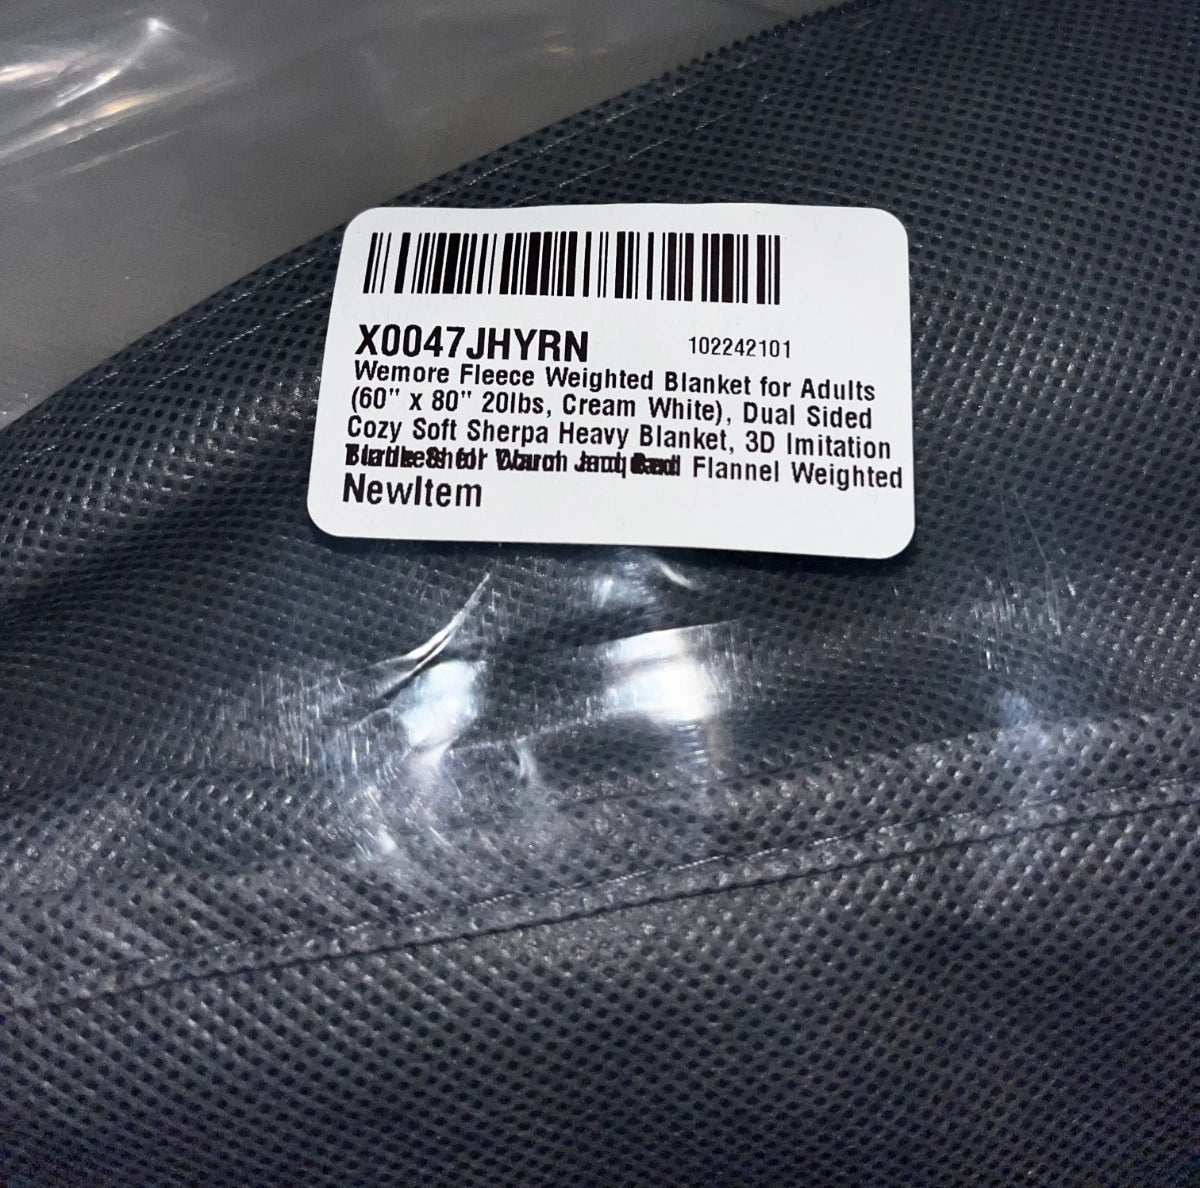 X0047JHYRN 102242101
Wemore Fleece Weighted Blanket for Adults
(60" x 80" 20lbs, Cream White), Dual Sided
Cozy Soft Sherpa Heavy Blanket, 3D Imitation
Flannel Weighted
NewItem